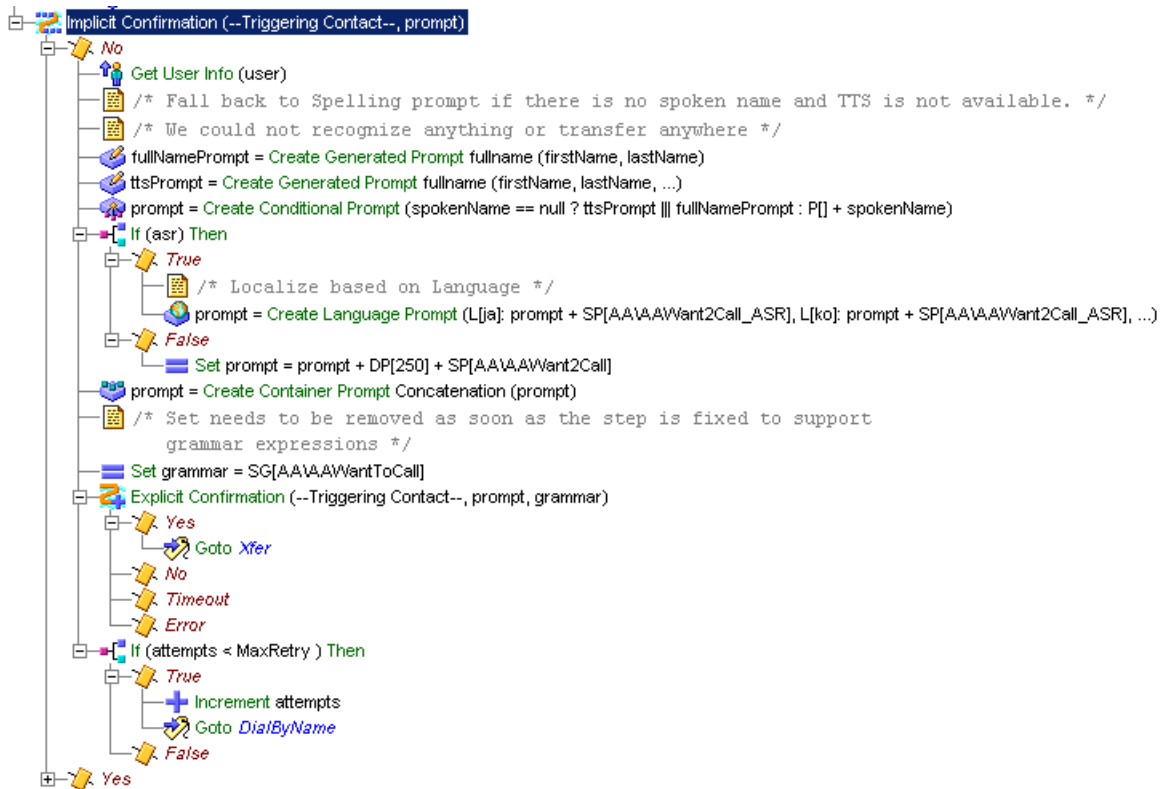 Implicit Confirmation (--Triggering Contact--, prompt)
No
Get User Info (user)
/* Fall back to Spelling prompt if there is no spoken name and TTS is not available. */
/* We could not recognize anything or transfer anywhere */
fullNamePrompt = Create Generated Prompt fullname (firstName, lastName)
ttsPrompt = Create Generated Prompt fullname (firstName, lastName, ...)
prompt = Create Conditional Prompt (spokenName == null ? ttsPrompt ||| fullNamePrompt : P[] + spokenName)
If (asr) Then
True
/* Localize based on Language */
prompt = Create Language Prompt (L[ja]: prompt + SP[AA\AAWant2Call_ASR], L[ko]: prompt + SP[AA\AAWant2Call_ASR], ...)
False
Set prompt = prompt + DP[250] + SP[AA\AAWant2Call]
prompt = Create Container Prompt Concatenation (prompt)
/* Set needs to be removed as soon as the step is fixed to support
grammar expressions */
Set grammar = SG[AA\AAWantToCall]
Explicit Confirmation (--Triggering Contact--, prompt, grammar)
Yes
Goto Xfer
No
Timeout
Error
If (attempts < MaxRetry ) Then
True
Increment attempts
Goto DialByName
False
Yes